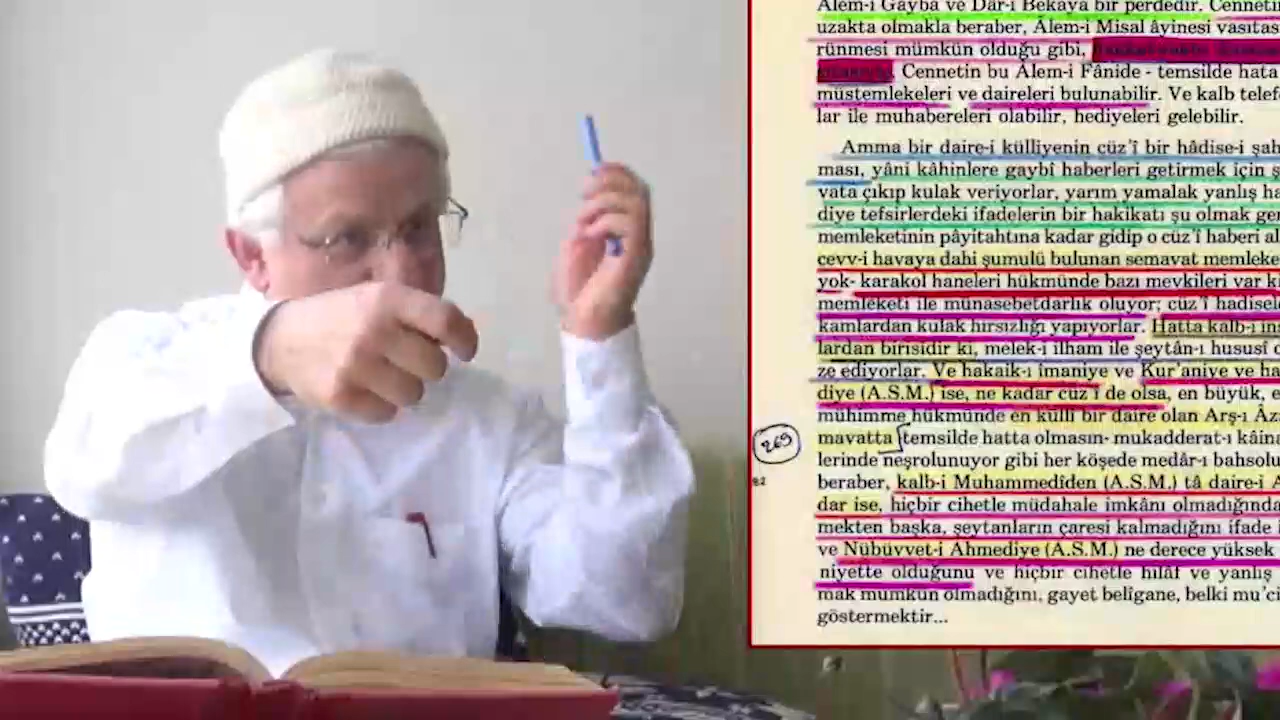 Âlem-i Gayba ve Dâr-ı Bekaya bir perdedir. Cennetin
uzakta olmakla beraber, Âlem-i Misal âyinesi vasıtas
rünmesi mümkün olduğu gibi,
Cennetin bu Âlem-i Fânide - temsilde hata
müstemlekeleri ve daireleri bulunabilir. Ve kalb telef
lar ile muhabereleri olabilir, hediyeleri gelebilir.
Amma bir daire-i külliyenin cüz'î bir hâdise-i şah
ması, yâni kâhinlere gaybî haberleri getirmek için ş
vata çıkıp kulak veriyorlar, yarım yamalak yanlış ha
diye tefsirlerdeki ifadelerin bir hakikatı şu olmak ge
memleketinin pâyitahtına kadar gidip o cüz'î haberi al
cevv-i havaya dahi şumulü bulunan semavat memleke
yok- karakol haneleri hükmünde bazı mevkileri var ki
memleketi ile münasebetdarlık oluyor; cüz'î hadisele
kamlardan kulak hırsızlığı yapıyorlar. Hatta kalb-i in
lardan birisidir ki, melek-i ilham ile şeytân-ı hususî
ze ediyorlar. Ve hakaik-ı imaniye ve Kur'aniye ve ha
diye (A.S.M.) ise, ne kadar cüz'î de olsa, en büyük, e
mühimme hükmünde en küllî bir daire olan Arş-ı Âz
mavatta temsilde hatta olmasın- mukadderat-ı kâina
lerinde neşrolunuyor gibi her köşede medâr-ı bahsolu
269
82
beraber, kalb-i Muhammedîden (A.S.M.) tâ daire-i A
dar ise, hiçbir cihetle müdahale imkânı olmadığında
mekten başka, şeytanların çaresi kalmadığını ifade
ve Nübüvvet-i Ahmediye (A.S.M.) ne derece yüksek
niyette olduğunu ve hiçbir cihetle hilâf ve yanlış
mak mümkün olmadığını, gayet belîgane, belki mu'ci
göstermektir...